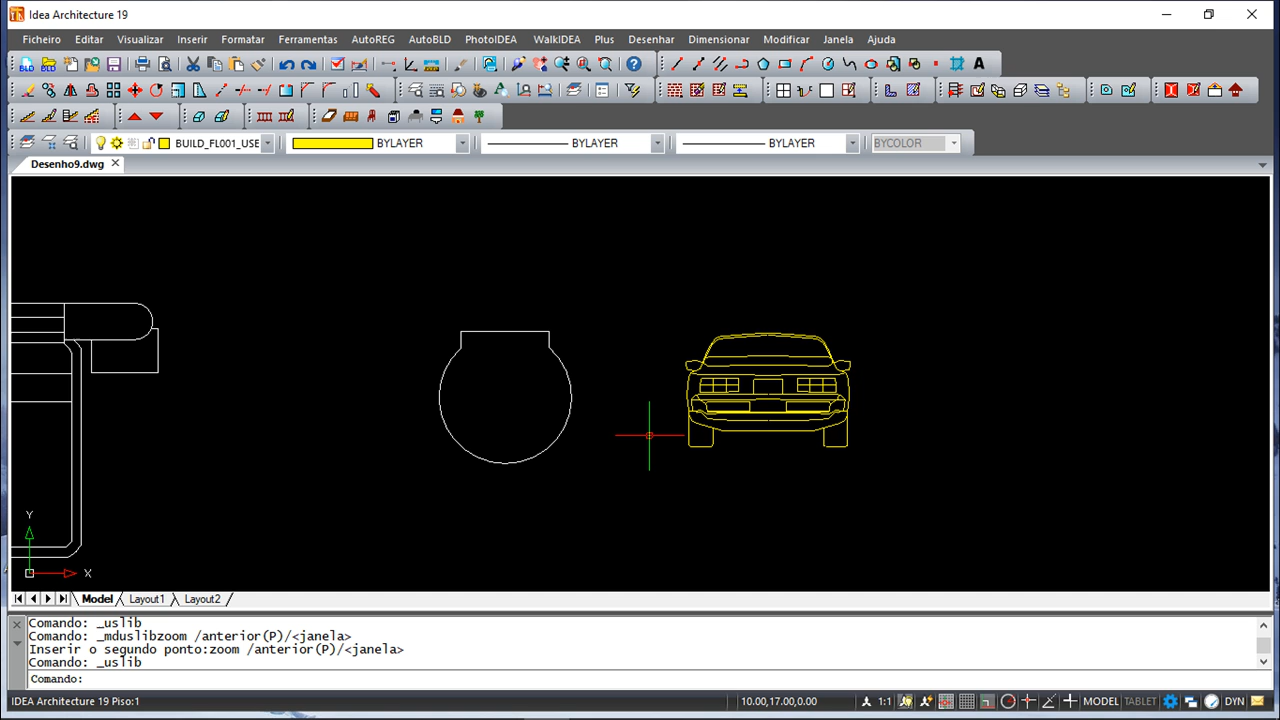 Idea Architecture 19
Ficheiro Editar Visualizar Inserir Formatar Ferramentas AutoREG AutoBLD PhotoIDEA WalkIDEA Plus Desenhar Dimensionar Modificar Janela Ajuda
BLD BLD A
BUILD_FL001_USE BYLAYER BYLAYER BYLAYER BYCOLOR
Desenho9.dwg
Y
X
Model Layout1 Layout2
Comando: _uslib
Comando: _mduslibzoom /anterior(P)/<janela>
Inserir o segundo ponto:zoom /anterior(P)/<janela>
Comando: _uslib
Comando:
IDEA Architecture 19 Piso:1 10.00,17.00,0.00 1:1 MODEL TABLET DYN